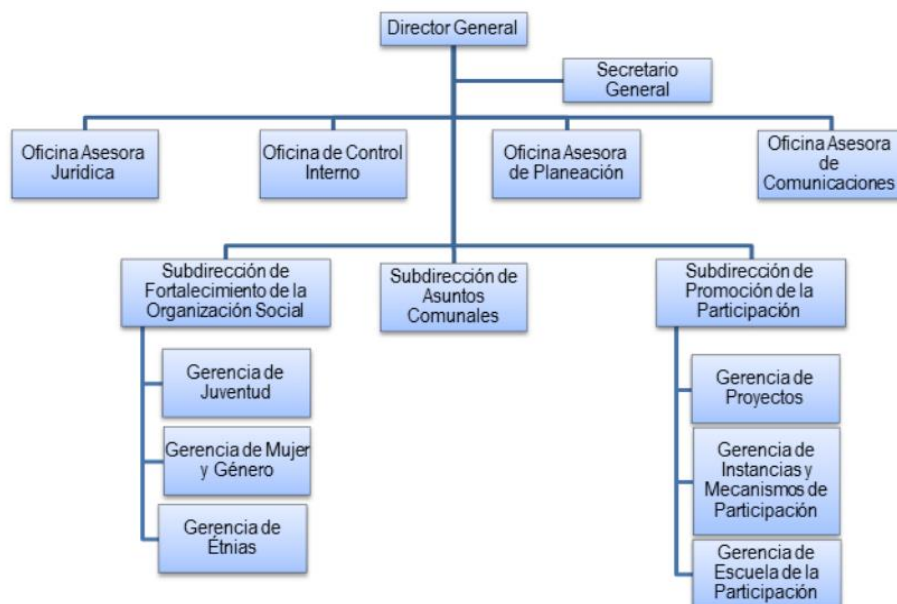 Director General
Secretario
General
Oficina Asesora
Jurídica
Oficina de Control
Interno
Oficina Asesora
de Planeación
Oficina Asesora
de
Comunicaciones
Subdirección de
Fortalecimiento de la
Organización Social
Subdirección de
Asuntos
Comunales
Subdirección de
Promoción de la
Participación
Gerencia de
Juventud
Gerencia de Mujer
y Género
Gerencia de
Étnias
Gerencia de
Proyectos
Gerencia de
Instancias y
Mecanismos de
Participación
Gerencia de
Escuela de la
Participación